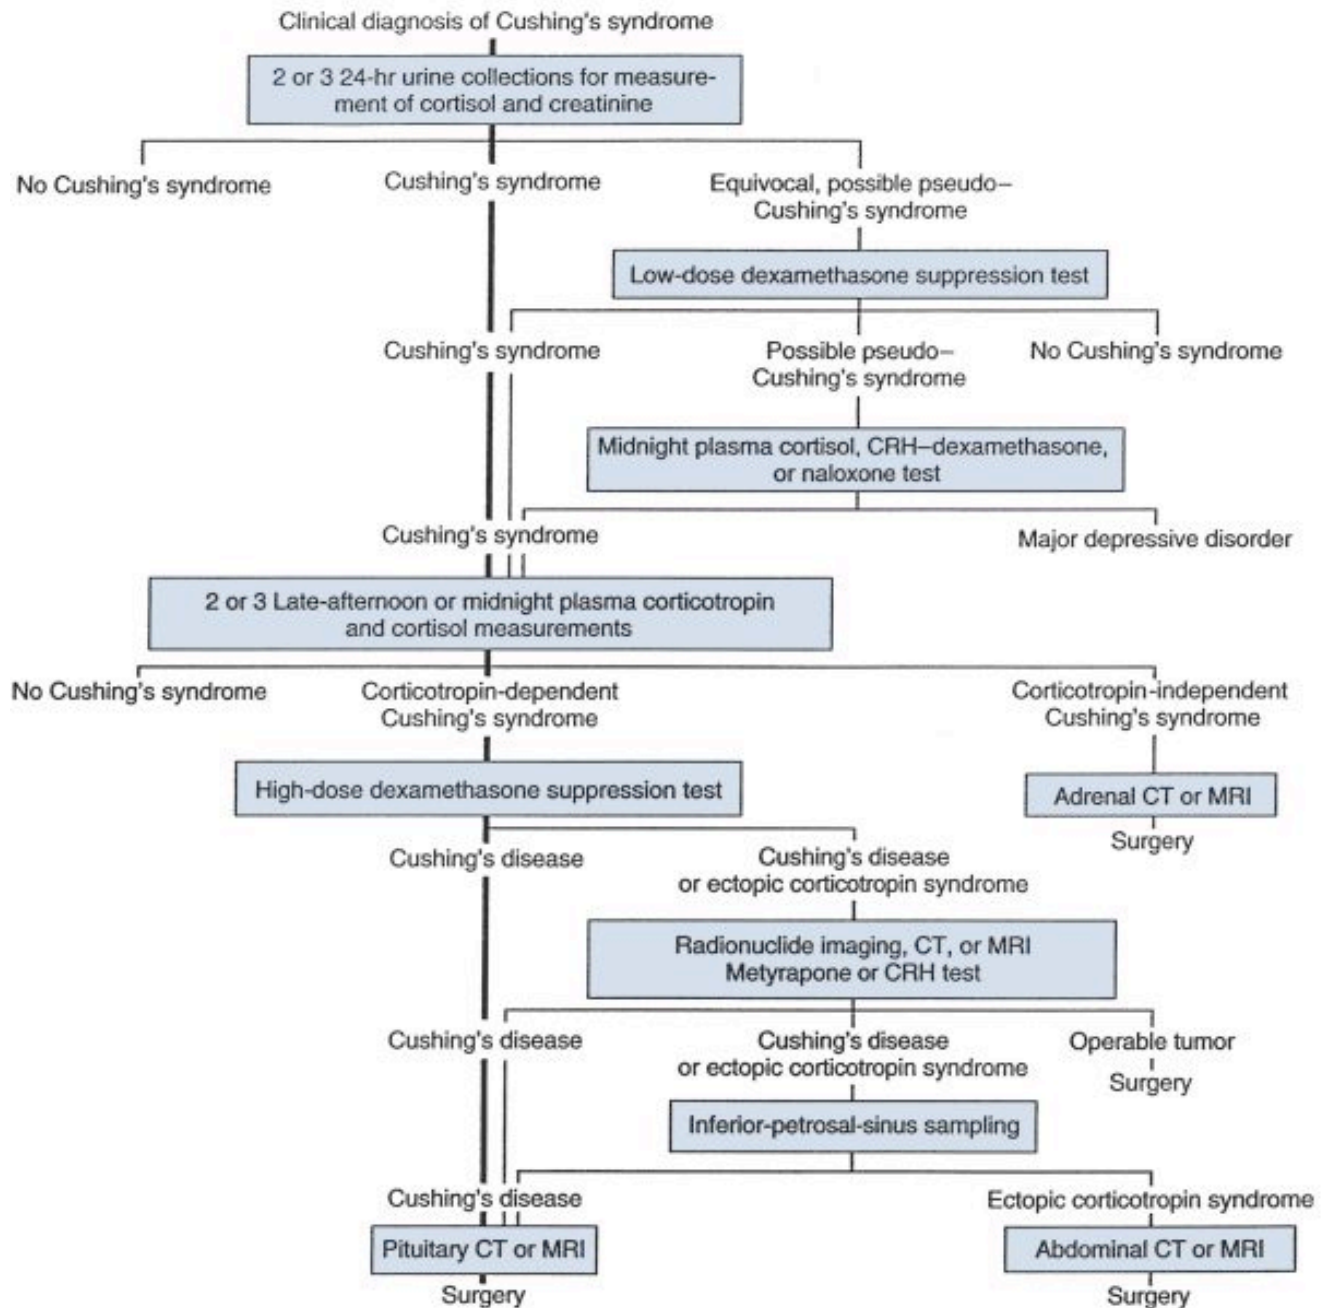 Clinical diagnosis of Cushing's syndrome
2 or 3 24-hr urine collections for measure-
ment of cortisol and creatinine
No Cushing's syndrome
Cushing's syndrome
Equivocal, possible pseudo–
Cushing's syndrome
Low-dose dexamethasone suppression test
Cushing's syndrome
Possible pseudo–
Cushing's syndrome
No Cushing's syndrome
Midnight plasma cortisol, CRH–dexamethasone,
or naloxone test
Cushing's syndrome
Major depressive disorder
2 or 3 Late-afternoon or midnight plasma corticotropin
and cortisol measurements
No Cushing's syndrome
Corticotropin-dependent
Cushing's syndrome
Corticotropin-independent
Cushing's syndrome
High-dose dexamethasone suppression test
Adrenal CT or MRI
Surgery
Cushing's disease
Cushing's disease
or ectopic corticotropin syndrome
Radionuclide imaging, CT, or MRI
Metyrapone or CRH test
Cushing's disease
Cushing's disease
or ectopic corticotropin syndrome
Operable tumor
Surgery
Inferior-petrosal-sinus sampling
Cushing's disease
Ectopic corticotropin syndrome
Pituitary CT or MRI
Abdominal CT or MRI
Surgery
Surgery